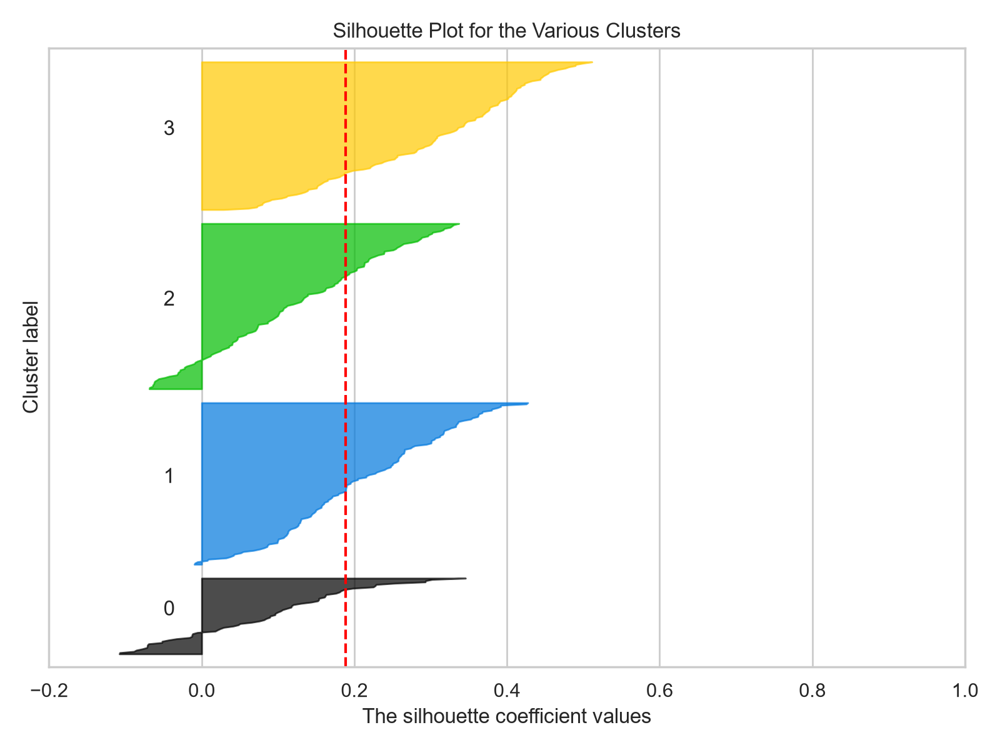 Silhouette Plot for the Various Clusters
3
2
1
0
Cluster label
−0.2 0.0 0.2 0.4 0.6 0.8 1.0
The silhouette coefficient values